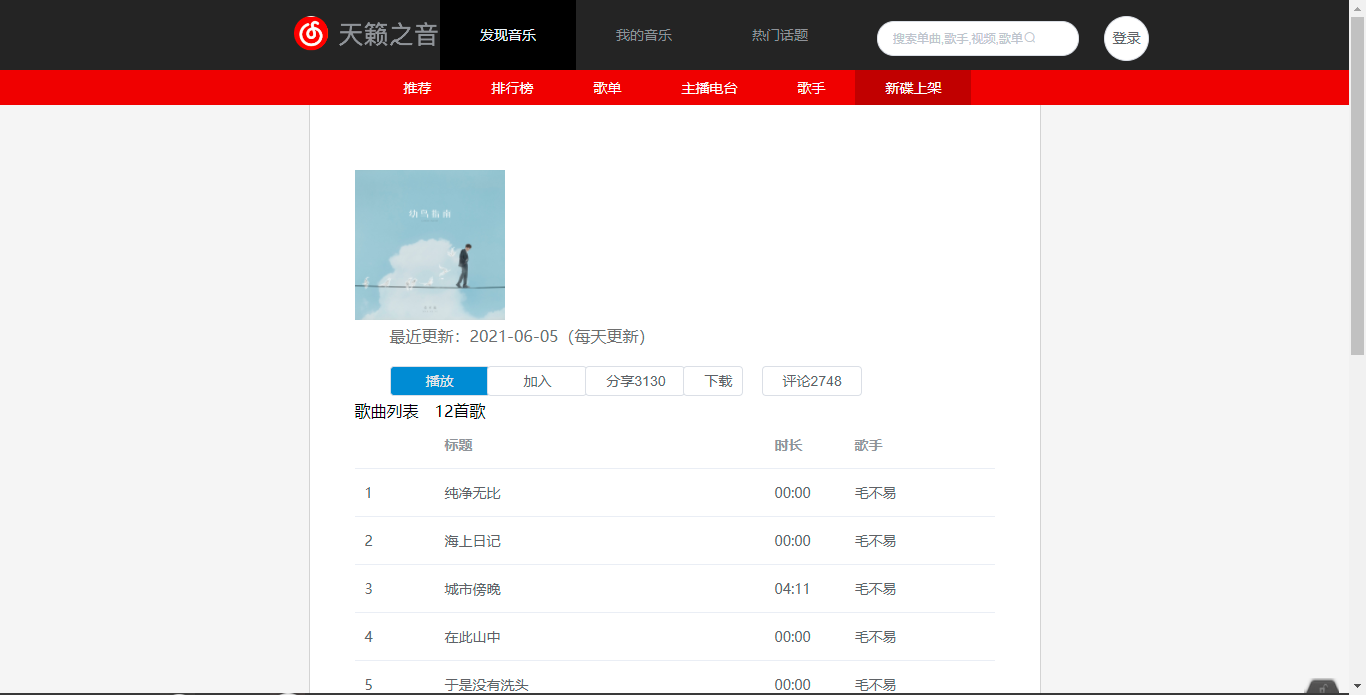 天籁之音 发现音乐 我的音乐 热门话题 搜索单曲,歌手,视频,歌单 登录
推荐 排行榜 歌单 主播电台 歌手 新碟上架
幼鸟指南
最近更新：2021-06-05（每天更新）
播放 加入 分享3130 下载 评论2748
歌曲列表 12首歌
标题 时长 歌手
1 纯净无比 00:00 毛不易
2 海上日记 00:00 毛不易
3 城市傍晚 04:11 毛不易
4 在此山中 00:00 毛不易
5 于是没有洗头 00:00 毛不易